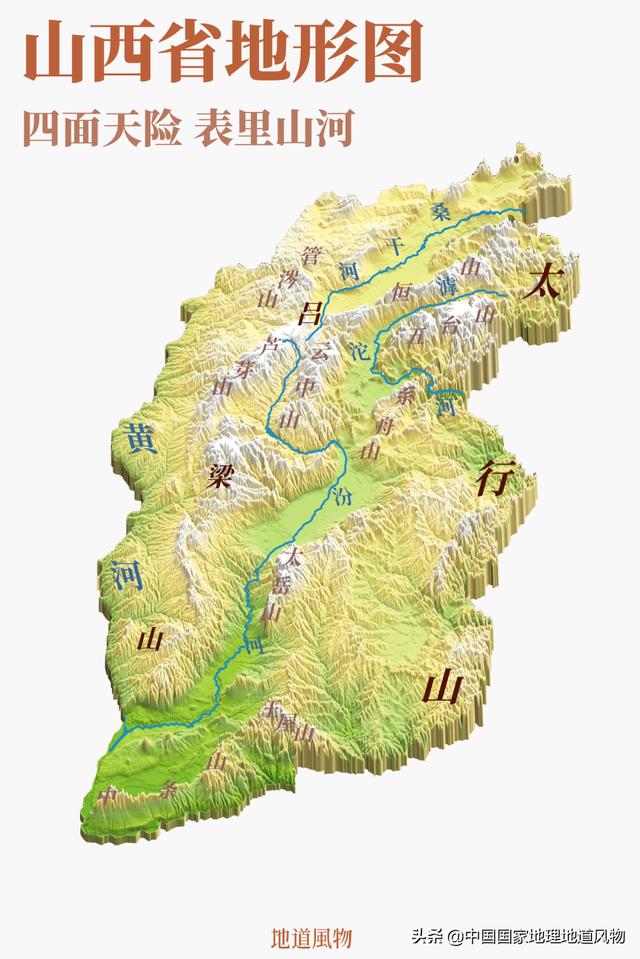 山西省地形图
四面天险 表里山河
桑干河
管涔山
恒山
滹沱河
五台山
太行山
吕梁山
芦芽山
云中山
系舟山
黄河
汾河
太岳山
王屋山
中条山
地道風物
头条 @中国国家地理地道风物